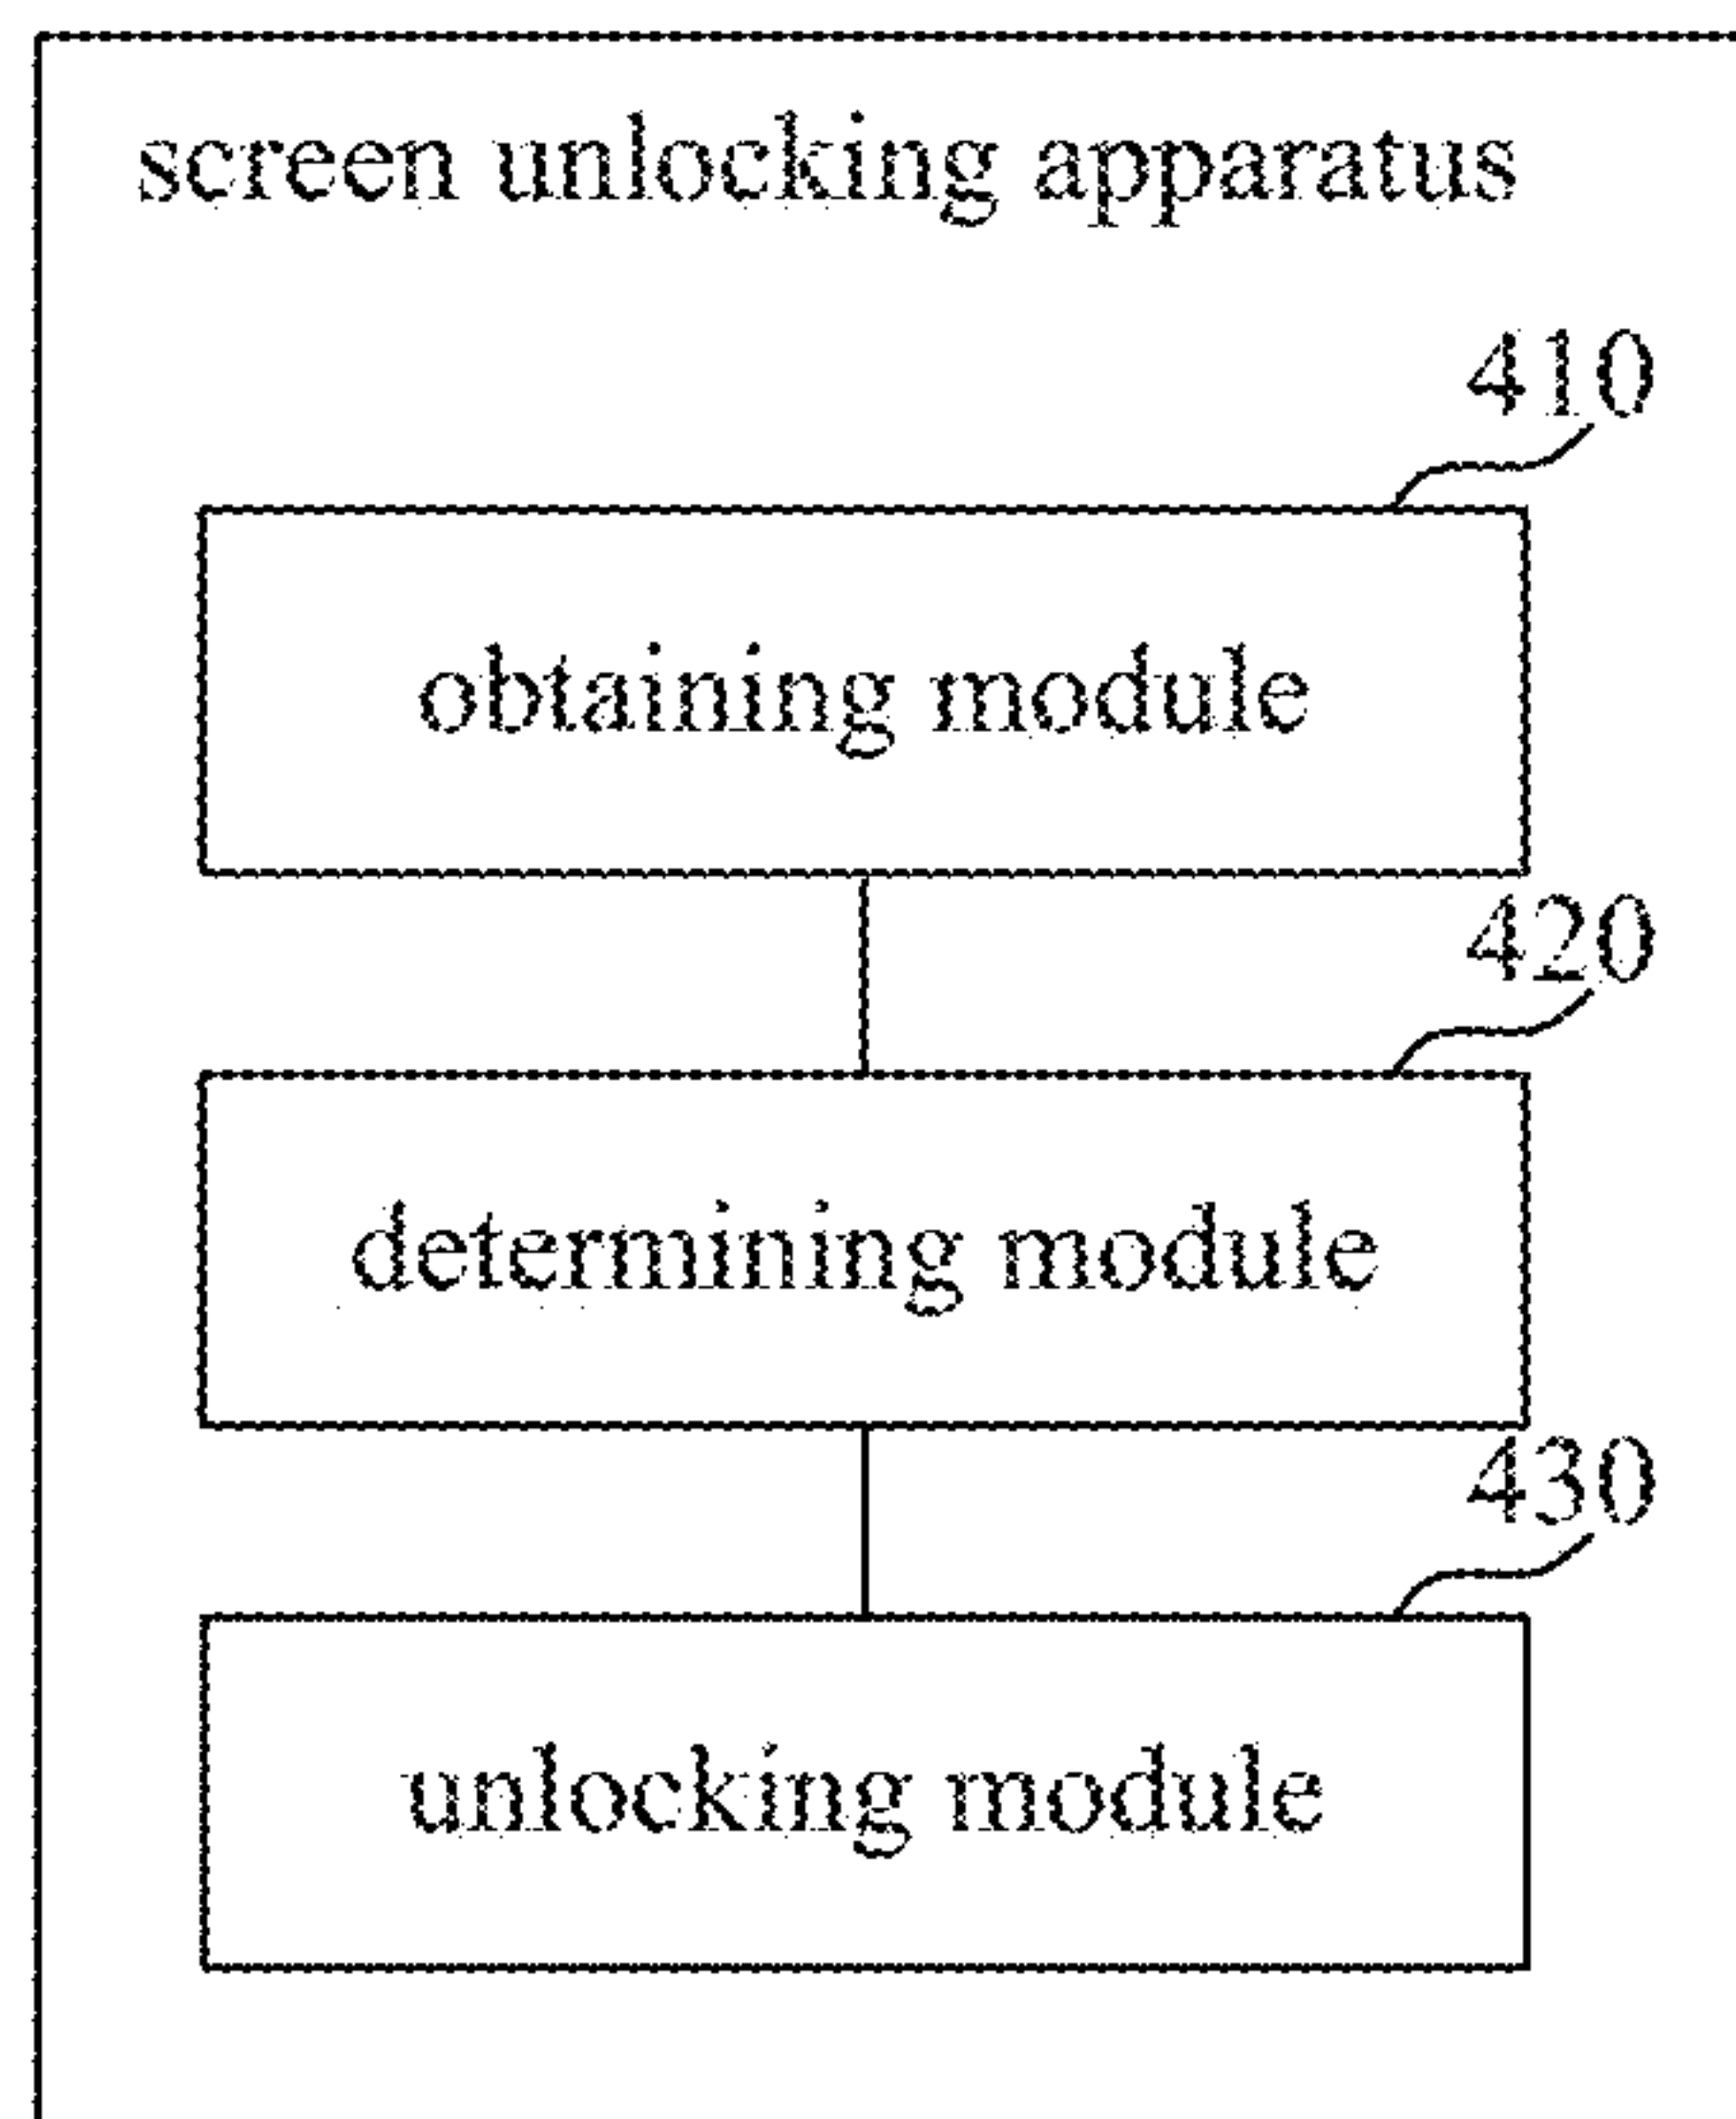 screen unlocking apparatus
410
obtaining module
420
determining module
430
unlocking module